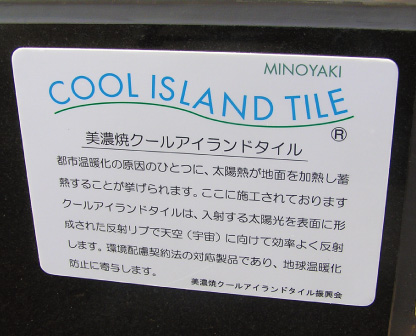 MINOYAKI
COOL ISLAND TILE
®
美濃焼クールアイランドタイル
都市温暖化の原因のひとつに、太陽熱が地面を加熱し蓄
熱することが挙げられます。ここに施工されております
クールアイランドタイルは、入射する太陽光を表面に形
成された反射リブで天空(宇宙)に向けて効率よく反射
します。環境配慮契約法の対応製品であり、地球温暖化
防止に寄与します。
美濃焼クールアイランドタイル振興会